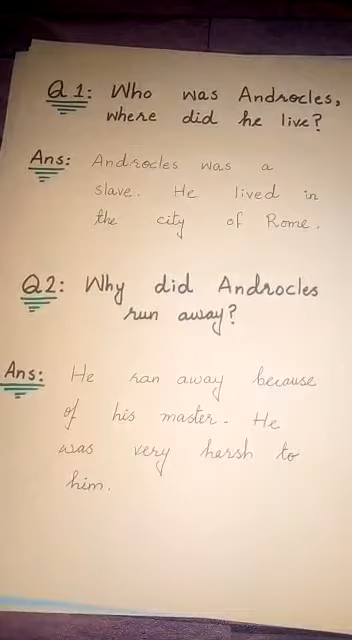 Q1: Who was Androcles,
where did he live?
Ans: Androcles was a
slave. He lived in
the city of Rome.
Q2: Why did Androcles
run away?
Ans: He ran away because
of his master. He
was very harsh to
him.